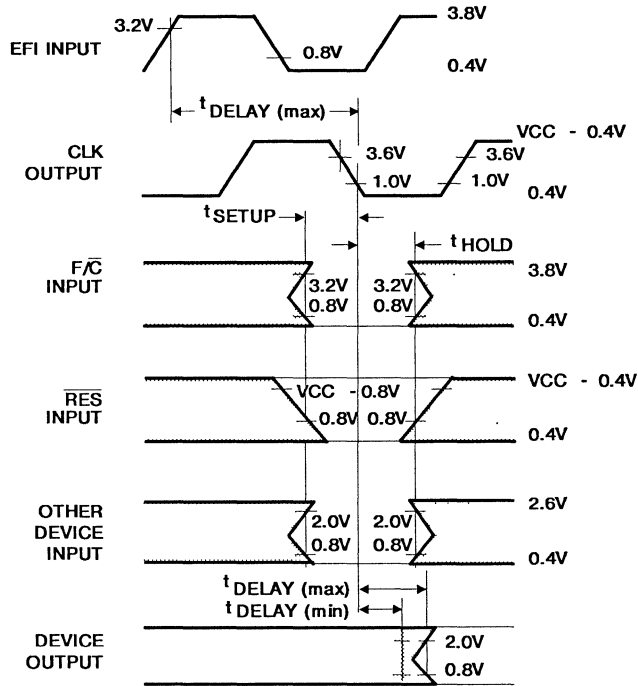 3.8V
3.2V
EFI INPUT
0.8V
0.4V
t DELAY (max)
VCC - 0.4V
CLK
OUTPUT
3.6V
3.6V
1.0V
1.0V
0.4V
t SETUP
t HOLD
F/C̅
INPUT
3.8V
3.2V 3.2V
0.8V 0.8V
0.4V
R̅E̅S̅
INPUT
VCC - 0.4V
VCC - 0.8V
0.8V 0.8V
0.4V
OTHER
DEVICE
INPUT
2.6V
2.0V 2.0V
0.8V 0.8V
0.4V
t DELAY (max)
t DELAY (min)
DEVICE
OUTPUT
2.0V
0.8V